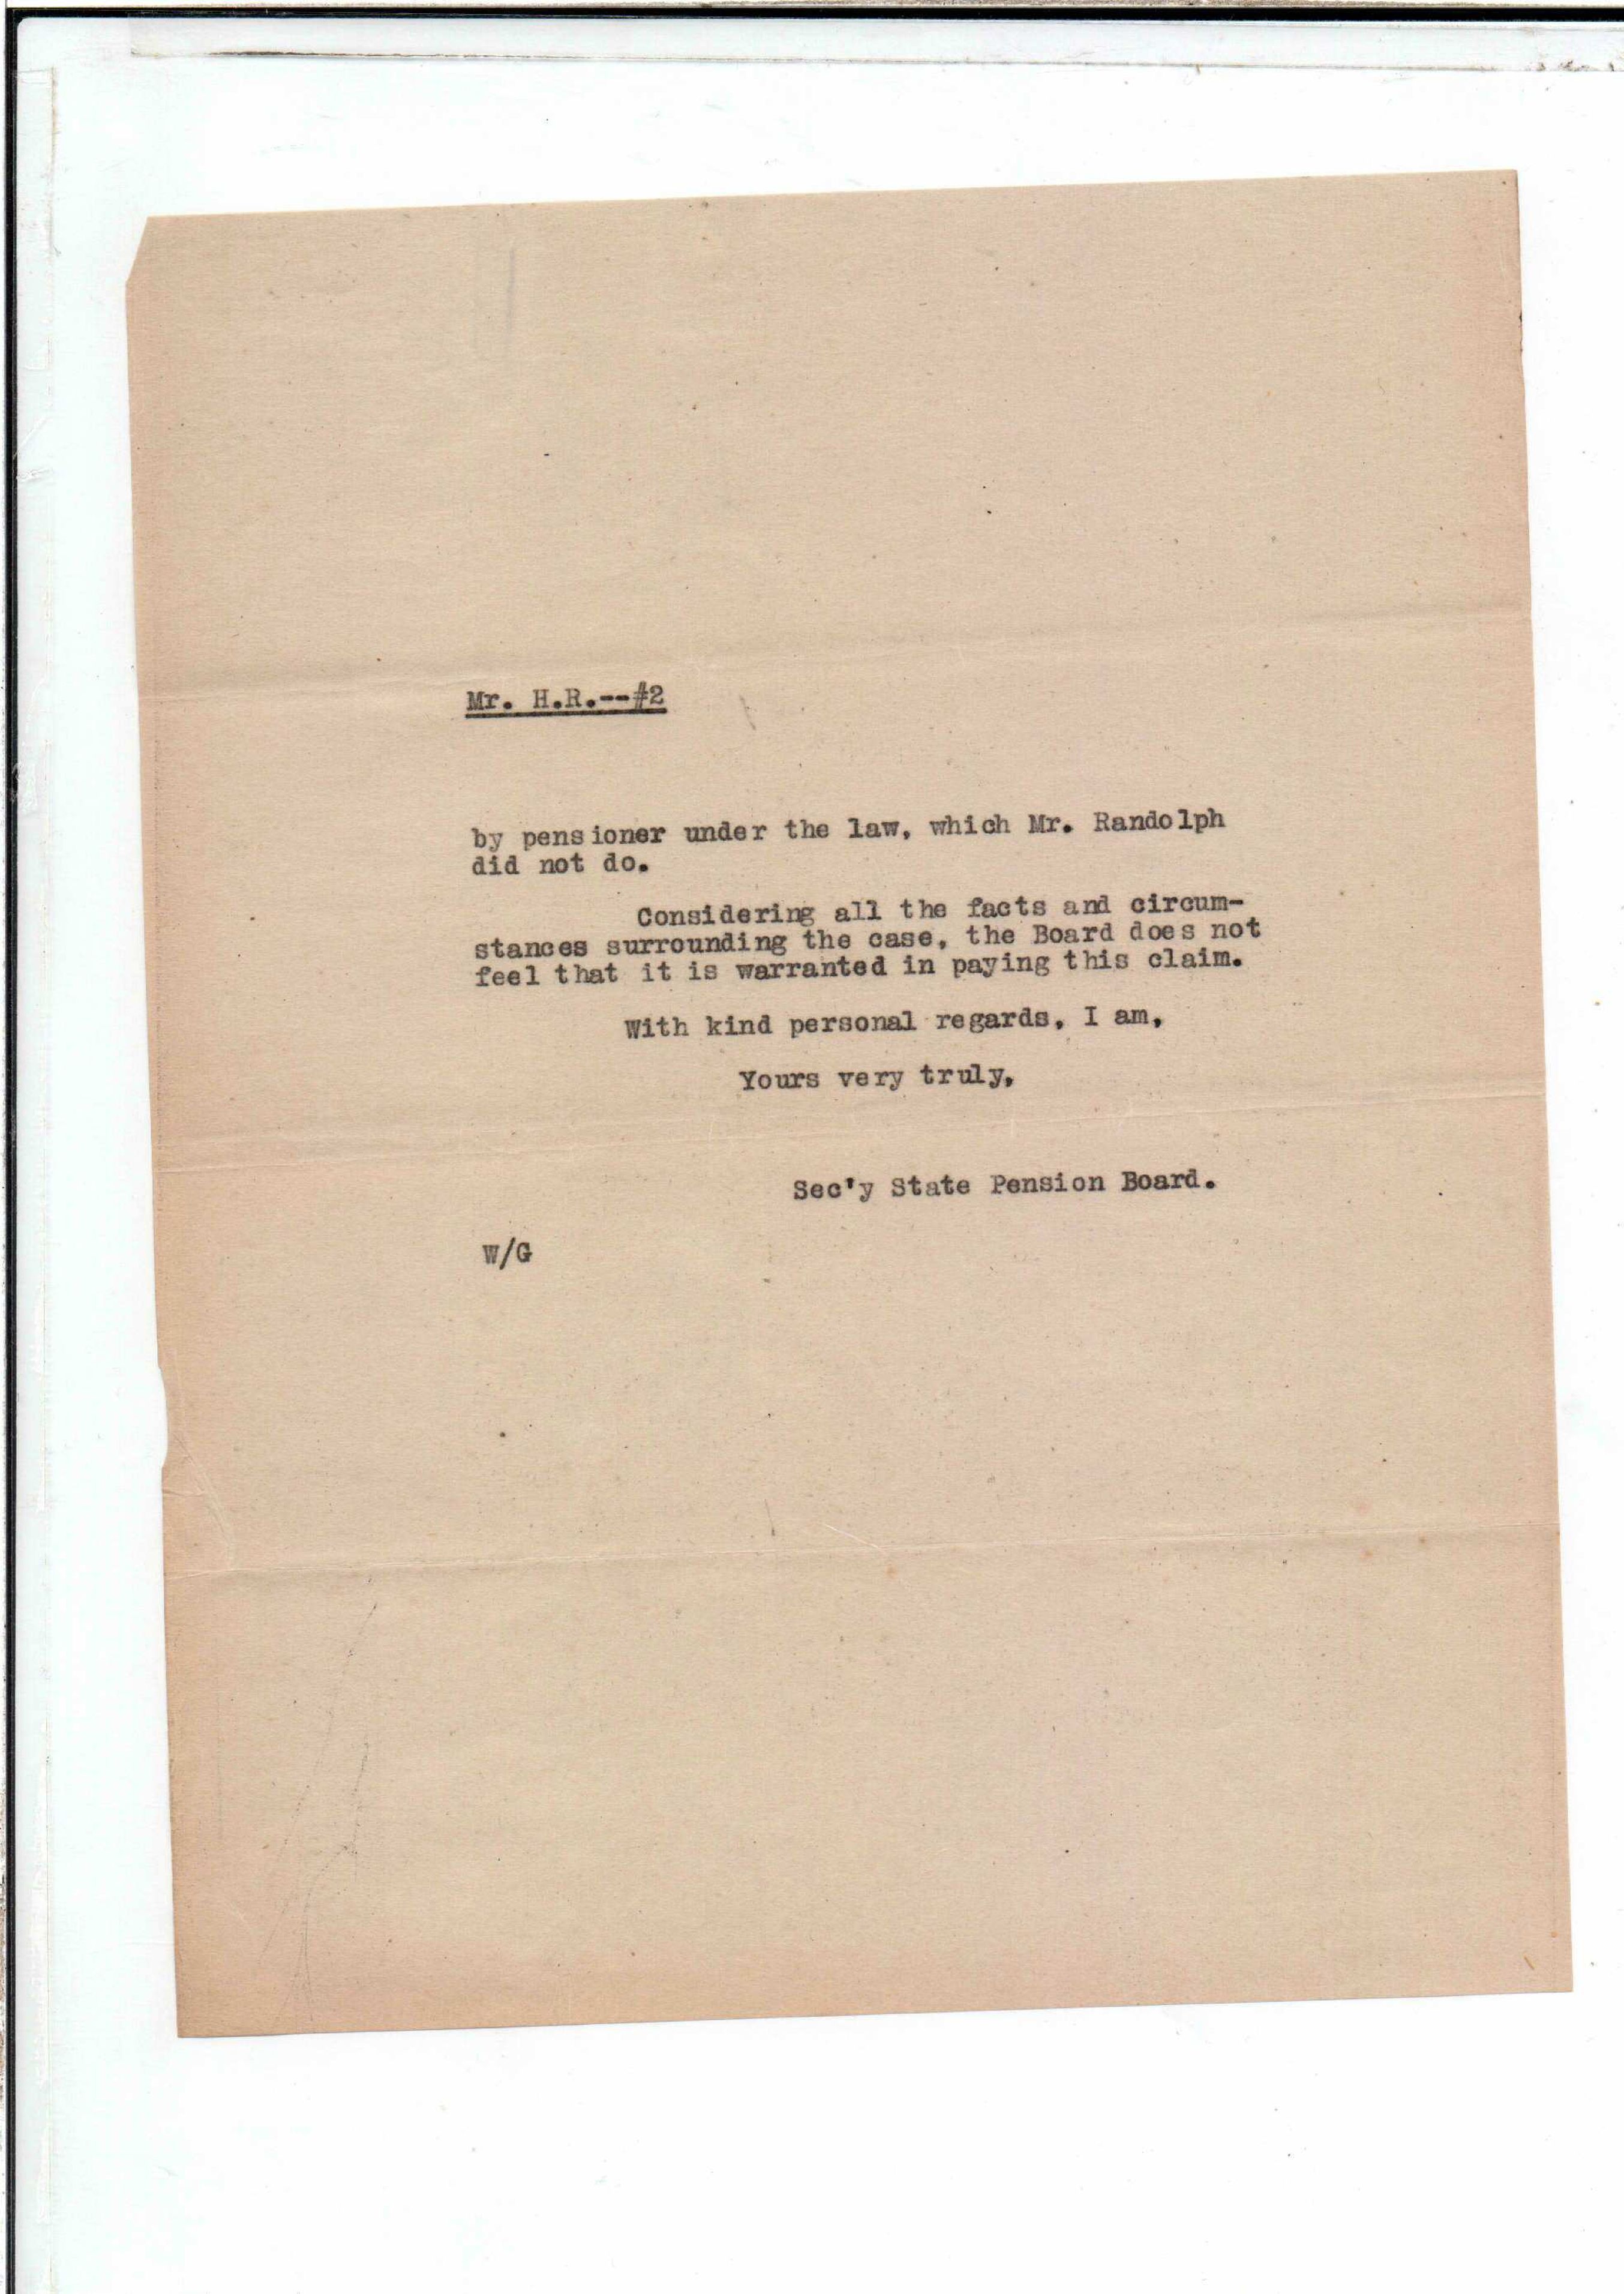 Mr. H.R.--#2
by pensioner under the law, which Mr. Randolph
did not do.
Considering all the facts and circum-
stances surrounding the case, the Board does not
feel that it is warranted in paying this claim.
With kind personal regards, I am,
Yours very truly,
Sec'y State Pension Board.
W/G